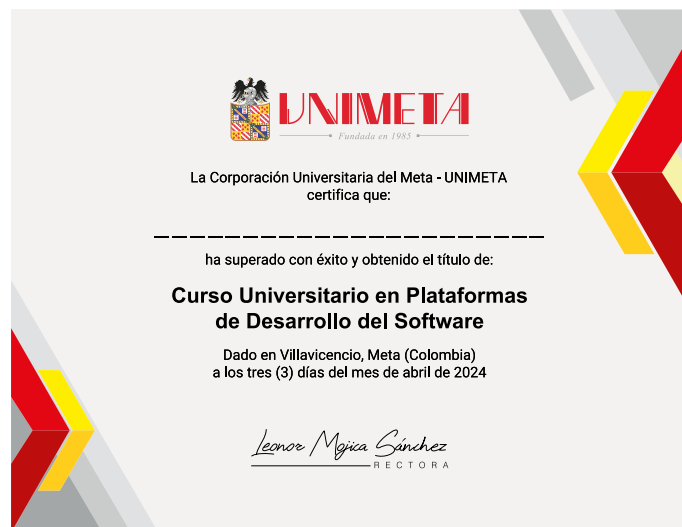 UNIMETA
Fundada en 1985
La Corporación Universitaria del Meta - UNIMETA
certifica que:
ha superado con éxito y obtenido el título de:
Curso Universitario en Plataformas
de Desarrollo del Software
Dado en Villavicencio, Meta (Colombia)
a los tres (3) días del mes de abril de 2024
Leonor Mojica Sánchez
RECTORA